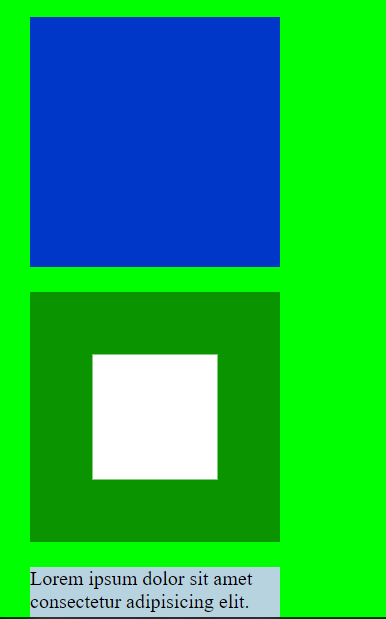 Lorem ipsum dolor sit amet
consectetur adipisicing elit.